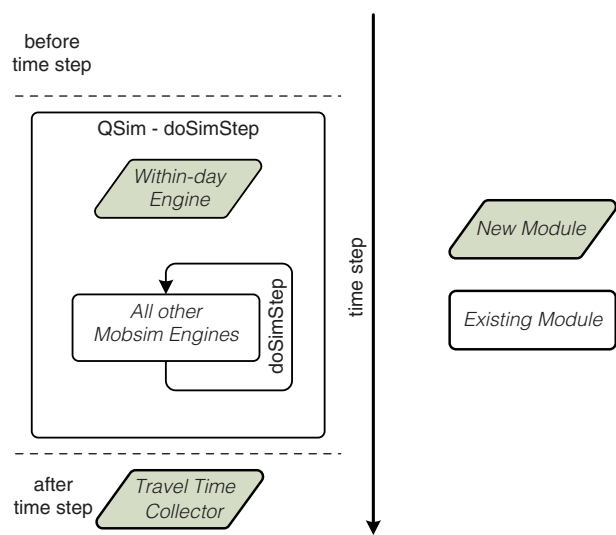 before
time step
QSim - doSimStep
Within-day
Engine
All other
Mobsim Engines
doSimStep
time step
New Module
Existing Module
after
time step
Travel Time
Collector